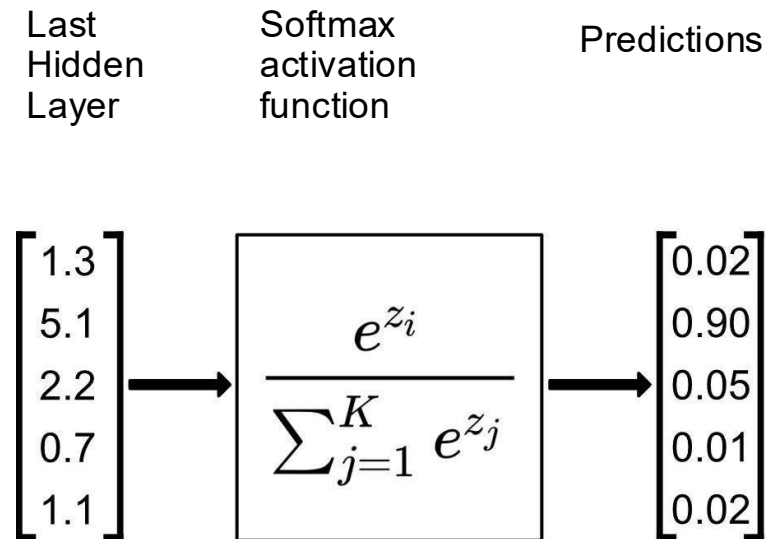 Last
Hidden
Layer
Softmax
activation
function
Predictions
1.3
5.1
2.2
0.7
1.1
e^{z_i}
∑_{j=1}^{K} e^{z_j}
0.02
0.90
0.05
0.01
0.02